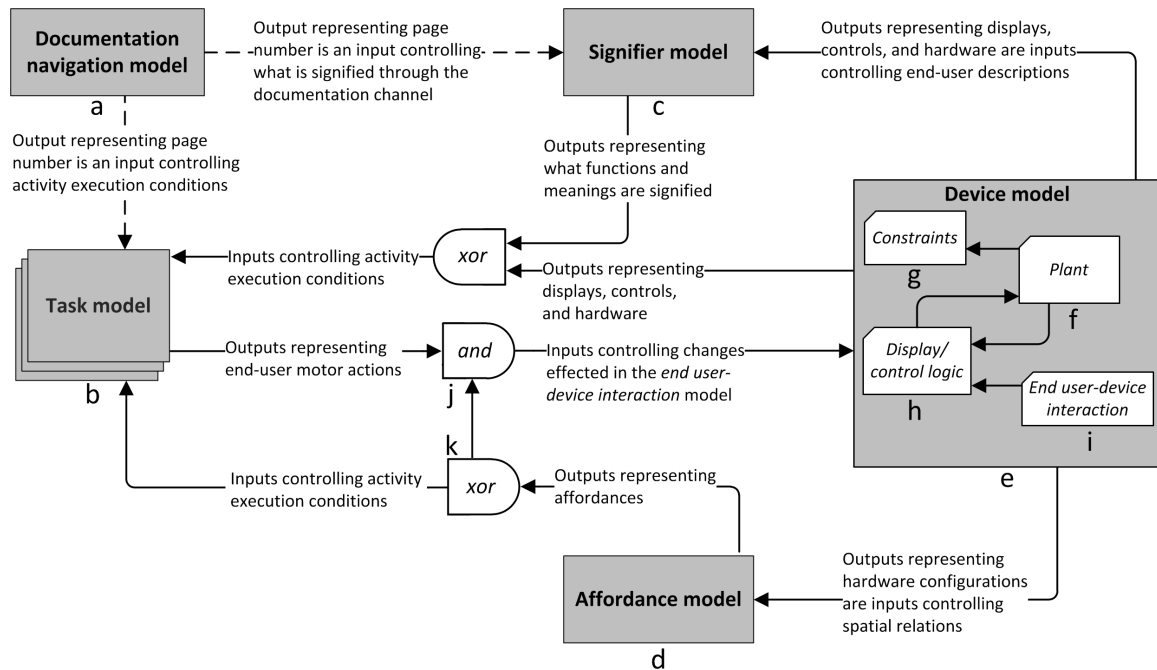 Documentation
navigation model
a
Output representing page
number is an input controlling
what is signified through the
documentation channel
Signifier model
c
Outputs representing displays,
controls, and hardware are inputs
controlling end-user descriptions
Output representing page
number is an input controlling
activity execution conditions
Outputs representing
what functions and
meanings are signified
Device model
Constraints
g
Plant
f
Display/
control logic
h
End user-device
interaction
i
e
Inputs controlling activity
execution conditions
xor
Outputs representing
displays, controls,
and hardware
Task model
b
Outputs representing
end-user motor actions
and
j
Inputs controlling changes
effected in the end user-
device interaction model
k
Inputs controlling activity
execution conditions
xor
Outputs representing
affordances
Affordance model
d
Outputs representing
hardware configurations
are inputs controlling
spatial relations